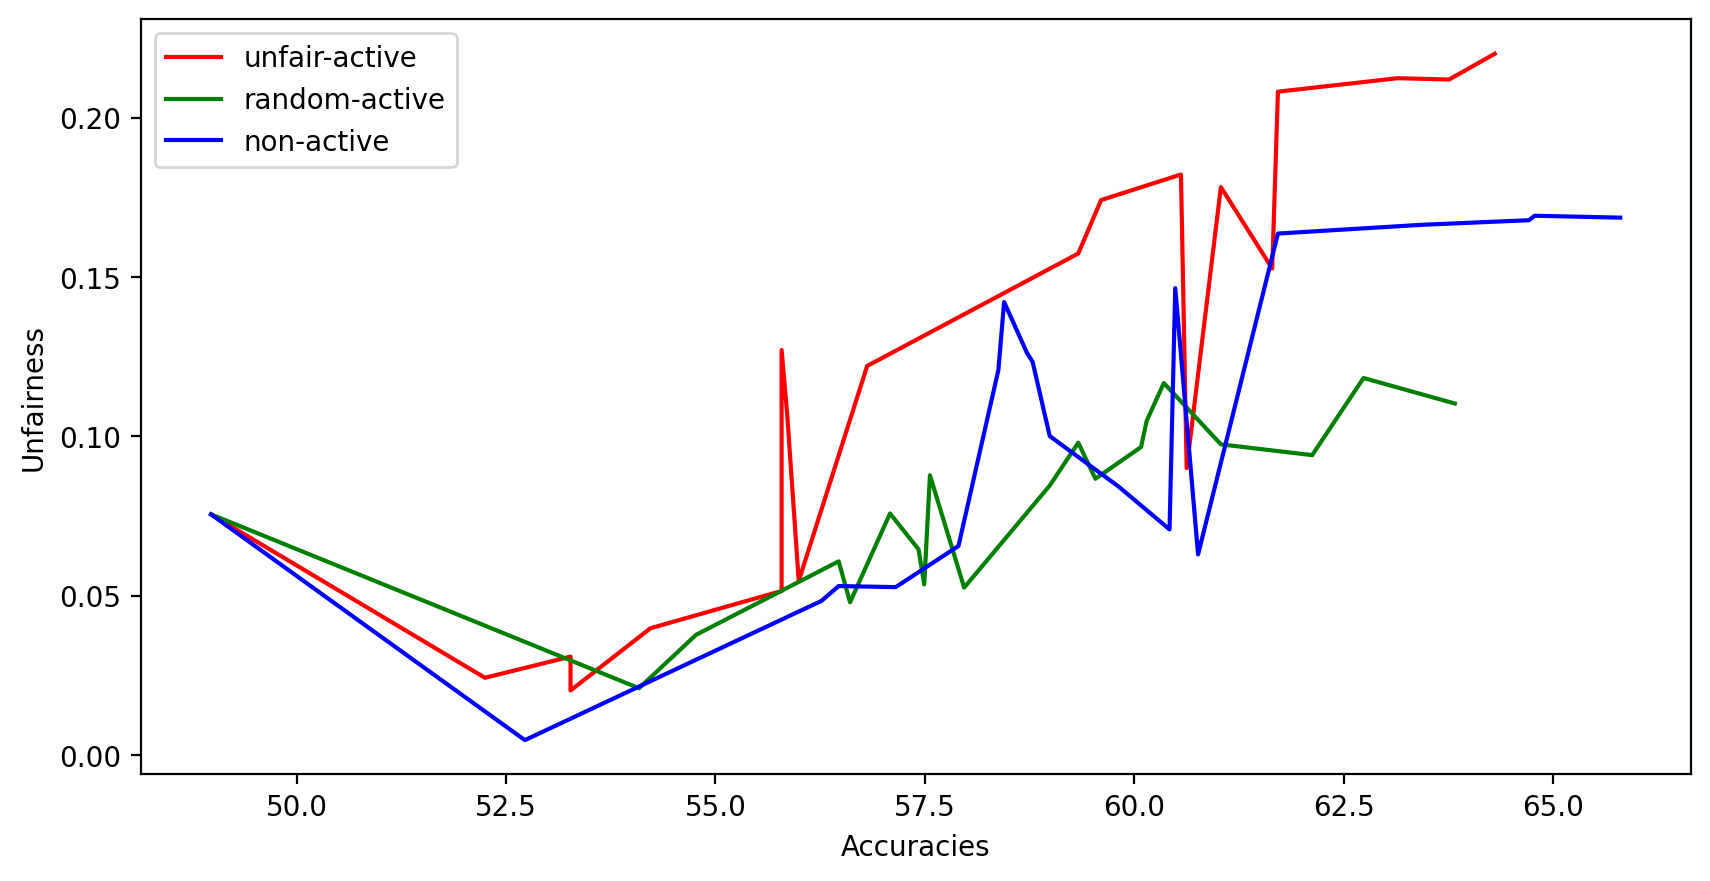 unfair-active
random-active
non-active
0.20
0.15
0.10
0.05
0.00
Unfairness
50.0 52.5 55.0 57.5 60.0 62.5 65.0
Accuracies